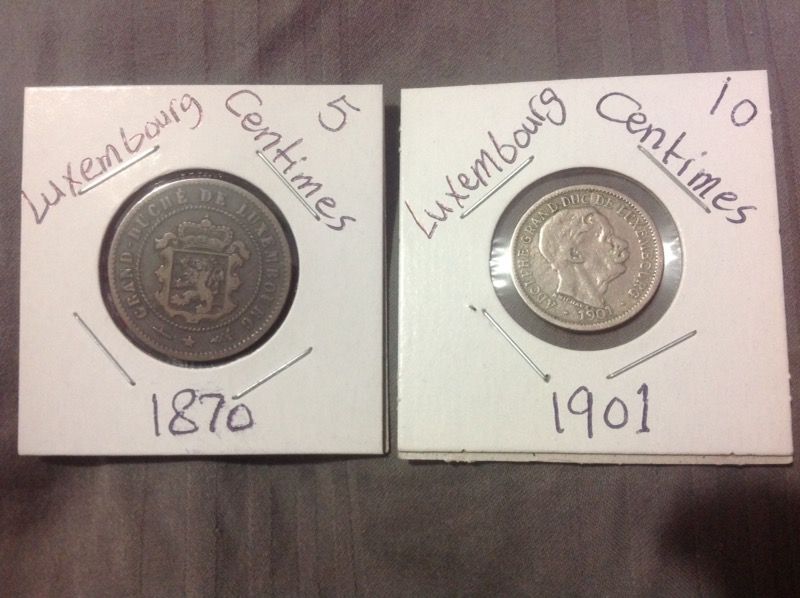 Luxembourg Centimes 5
GRAND-DUCHÉ DE LUXEMBOURG
1870
Luxembourg Centimes 10
ADOLPHE GRAND-DUC DE LUXEMBOURG
1901
1901